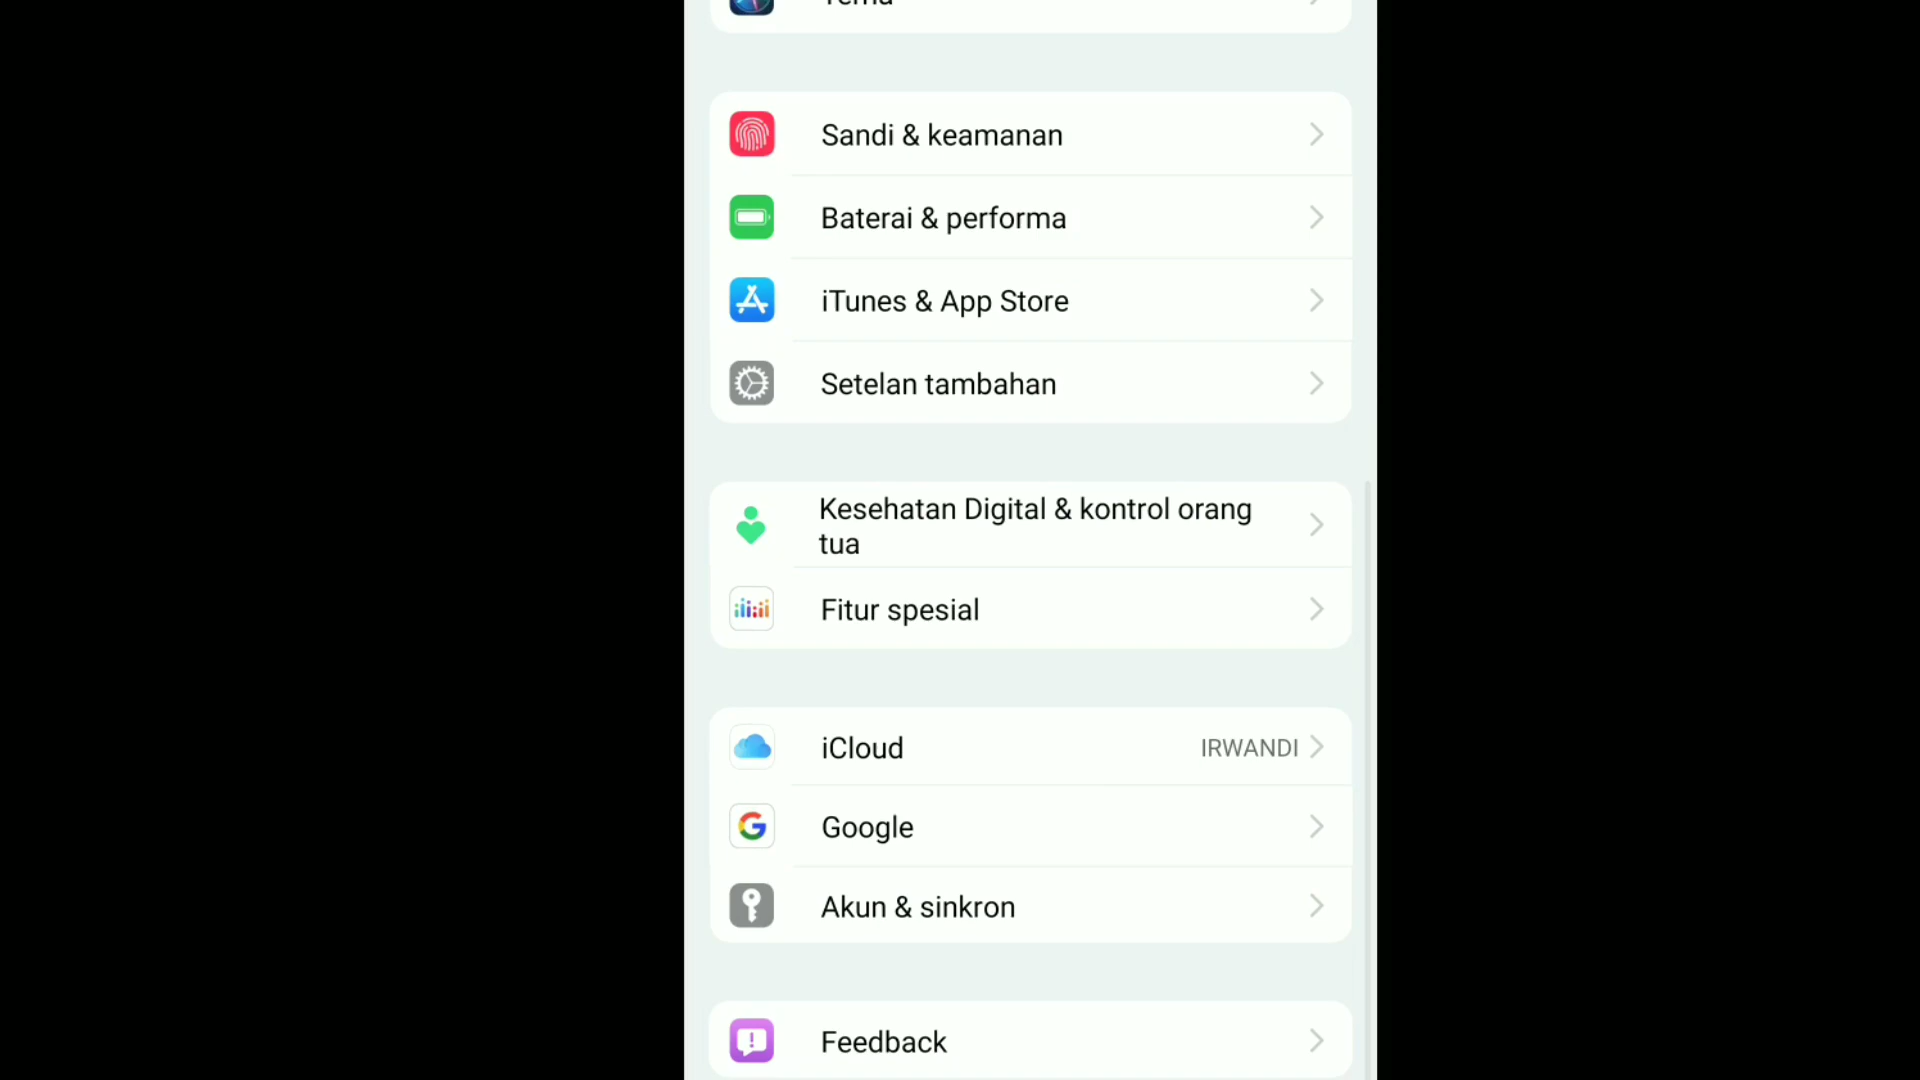 Tema
Sandi & keamanan
Baterai & performa
iTunes & App Store
Setelan tambahan
Kesehatan Digital & kontrol orang
tua
Fitur spesial
iCloud IRWANDI
Google
Akun & sinkron
Feedback